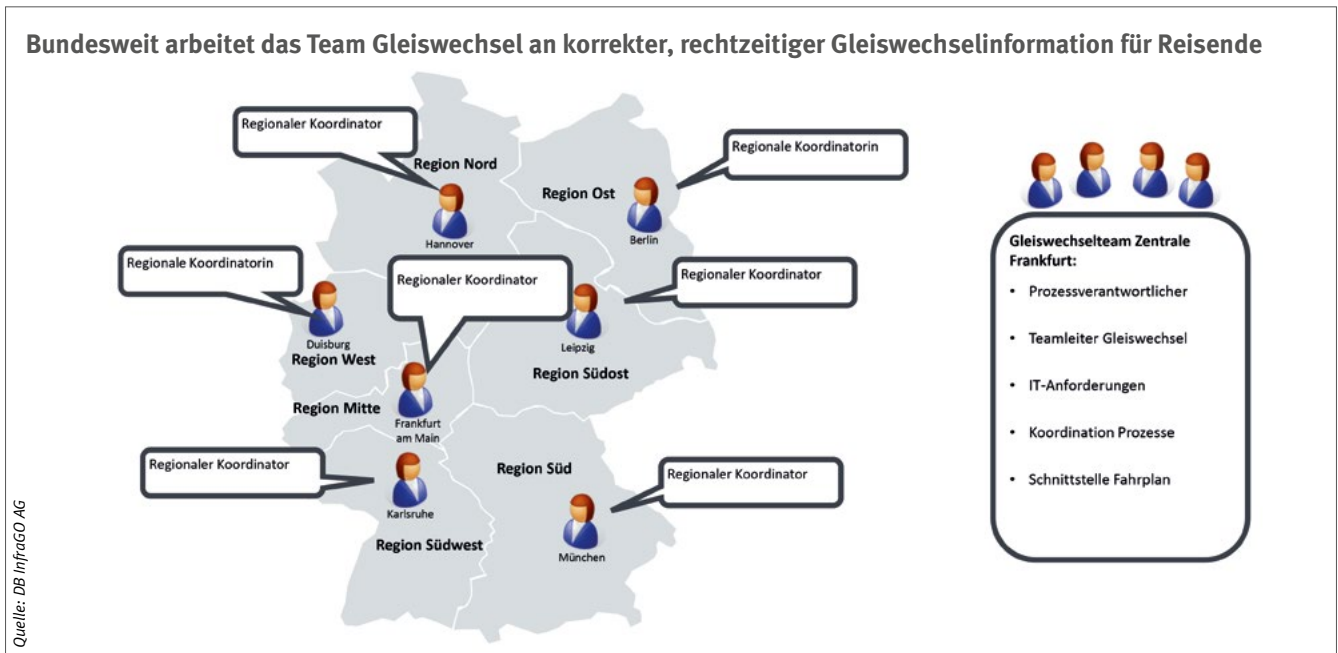 Bundesweit arbeitet das Team Gleiswechsel an korrekter, rechtzeitiger Gleiswechselinformation für Reisende
Regionaler Koordinator
Region Nord
Hannover
Regionale Koordinatorin
Region Ost
Berlin
Regionale Koordinatorin
Duisburg
Region West
Regionaler Koordinator
Region Mitte
Frankfurt
am Main
Regionaler Koordinator
Leipzig
Region Südost
Regionaler Koordinator
Karlsruhe
Region Südwest
Region Süd
Regionaler Koordinator
München
Gleiswechselteam Zentrale
Frankfurt:
• Prozessverantwortlicher
• Teamleiter Gleiswechsel
• IT-Anforderungen
• Koordination Prozesse
• Schnittstelle Fahrplan
Quelle: DB InfraGO AG